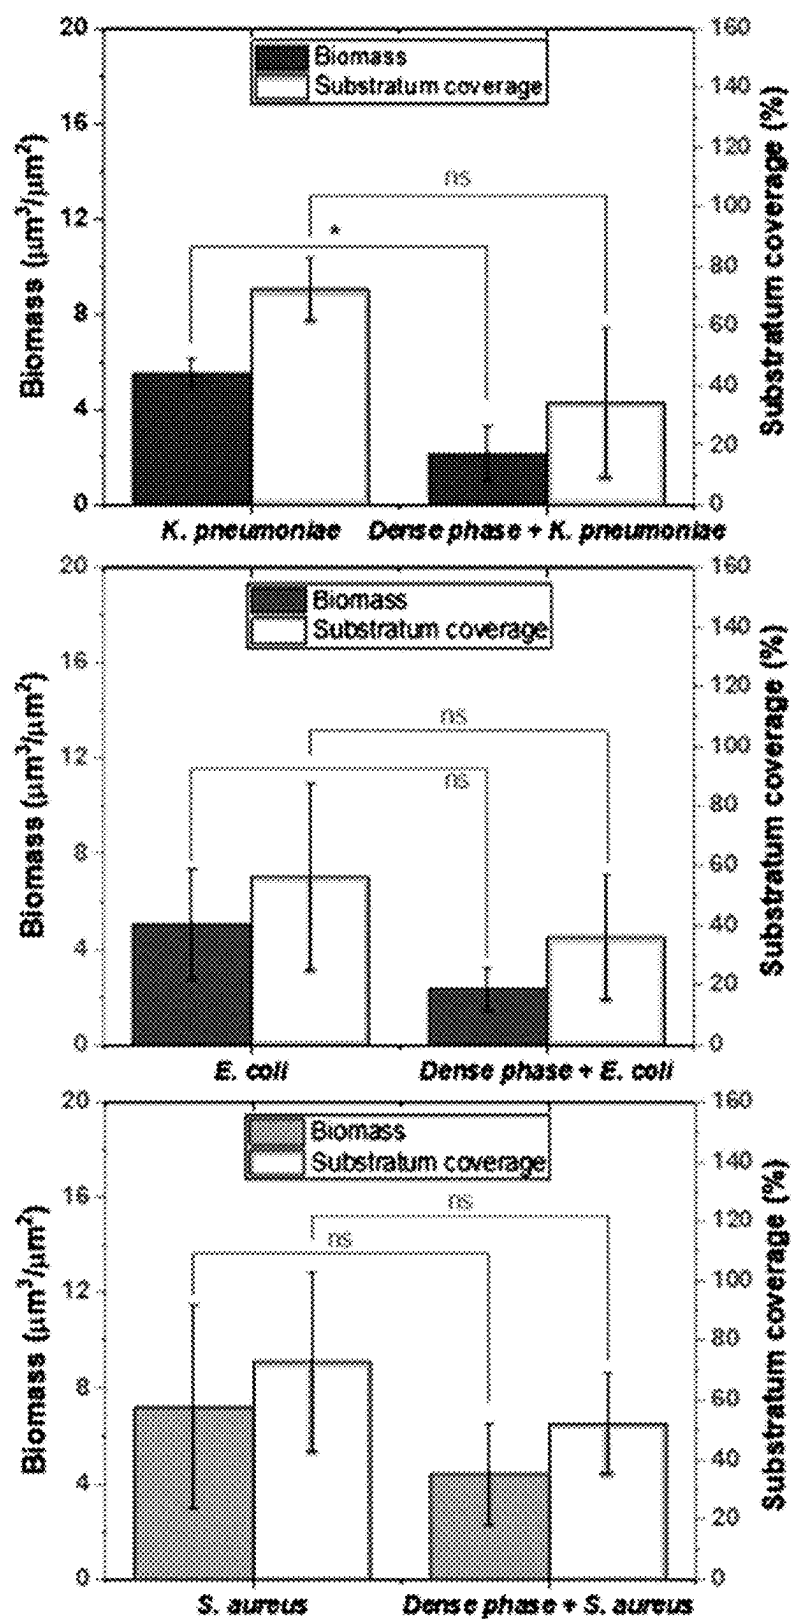 Biomass
Substratum coverage
Biomass (µm³/µm²)
20
16
12
8
4
0
160
140
120
100
80
60
40
20
0
Substratum coverage (%)
ns
*
K. pneumoniae
Dense phase + K. pneumoniae
Biomass
Substratum coverage
Biomass (µm³/µm²)
20
16
12
8
4
0
160
140
120
100
80
60
40
20
0
Substratum coverage (%)
ns
ns
E. coli
Dense phase + E. coli
Biomass
Substratum coverage
Biomass (µm³/µm²)
20
16
12
8
4
0
160
140
120
100
80
60
40
20
0
Substratum coverage (%)
ns
ns
S. aureus
Dense phase + S. aureus